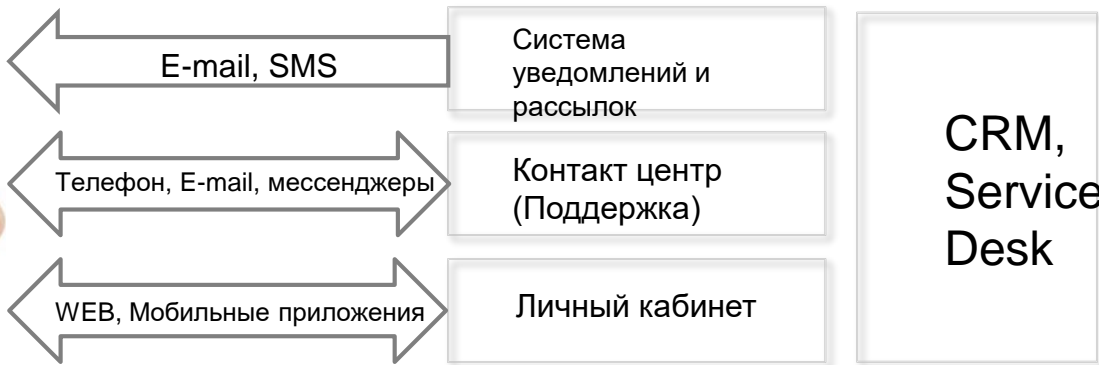 E-mail, SMS
Система
уведомлений и
рассылок
Телефон, E-mail, мессенджеры
Контакт центр
(Поддержка)
WEB, Мобильные приложения
Личный кабинет
CRM,
Service
Desk